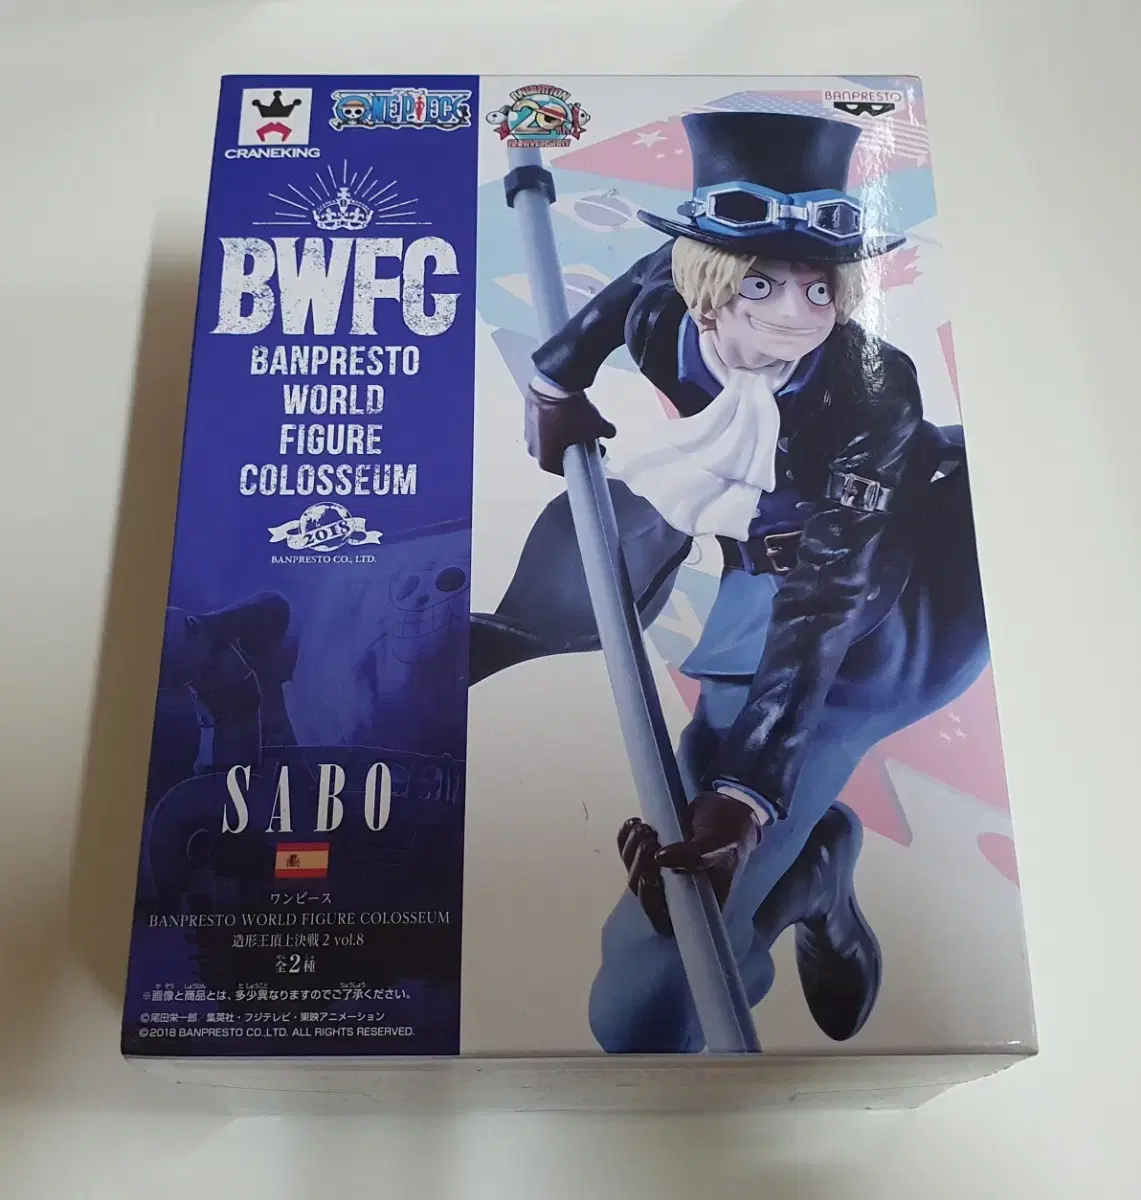 CRANEKING
ONE PIECE
ANIMATION
20th
ANNIVERSARY
BANPRESTO
BWFC
BANPRESTO
WORLD
FIGURE
COLOSSEUM
2018
BANPRESTO CO., LTD.
SABO
ワンピース
BANPRESTO WORLD FIGURE COLOSSEUM
造形王頂上決戦2 vol.8
全2種
※画像と商品とは、多少異なりますのでご了承ください。
©尾田栄一郎／集英社・フジテレビ・東映アニメーション
©2018 BANPRESTO CO.,LTD. ALL RIGHTS RESERVED.